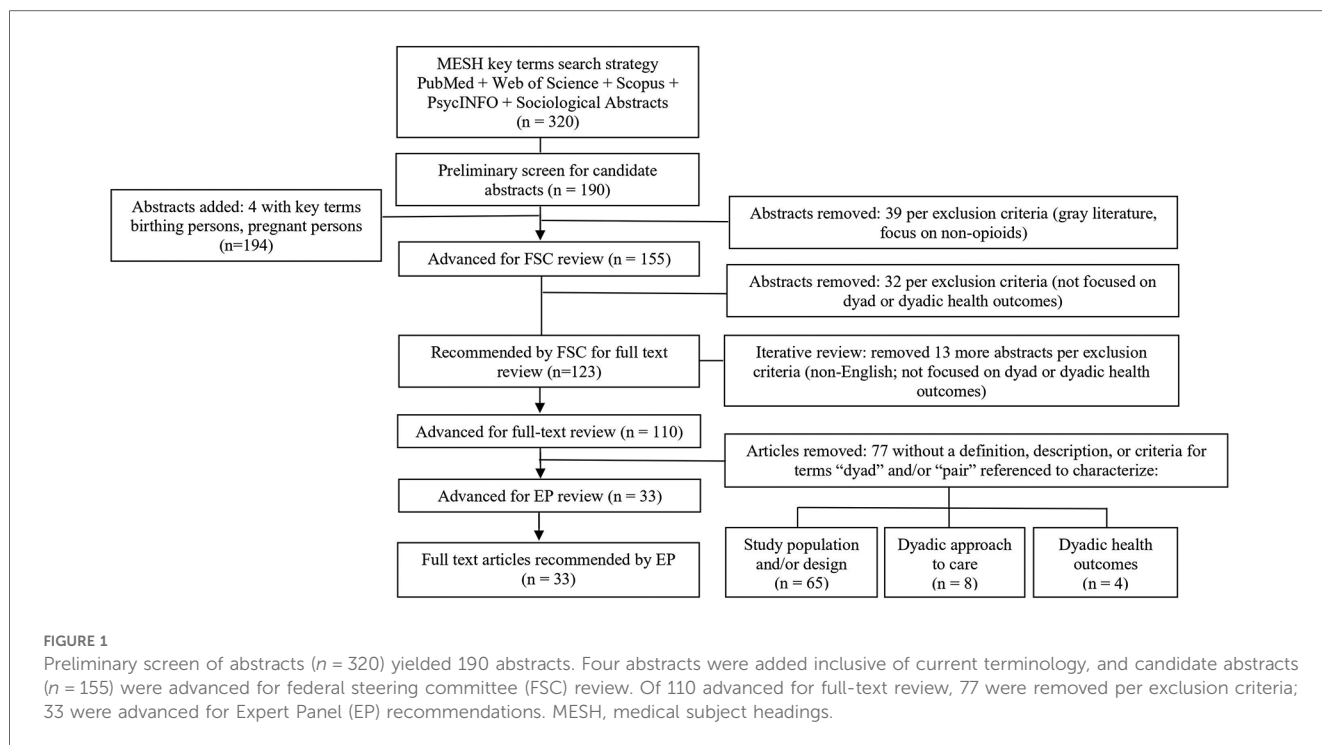 MESH key terms search strategy
PubMed + Web of Science + Scopus +
PsycINFO + Sociological Abstracts
(n = 320)
Preliminary screen for candidate
abstracts (n = 190)
Abstracts added: 4 with key terms
birthing persons, pregnant persons
(n=194)
Abstracts removed: 39 per exclusion criteria (gray literature,
focus on non-opioids)
Advanced for FSC review (n = 155)
Abstracts removed: 32 per exclusion criteria (not focused on
dyad or dyadic health outcomes)
Recommended by FSC for full text
review (n=123)
Iterative review: removed 13 more abstracts per exclusion
criteria (non-English; not focused on dyad or dyadic health
outcomes)
Advanced for full-text review (n = 110)
Articles removed: 77 without a definition, description, or criteria for
terms “dyad” and/or “pair” referenced to characterize:
Advanced for EP review (n = 33)
Study population
and/or design
(n = 65)
Dyadic approach
to care
(n = 8)
Dyadic health
outcomes
(n = 4)
Full text articles recommended by EP
(n = 33)
FIGURE 1
Preliminary screen of abstracts (n = 320) yielded 190 abstracts. Four abstracts were added inclusive of current terminology, and candidate abstracts
(n = 155) were advanced for federal steering committee (FSC) review. Of 110 advanced for full-text review, 77 were removed per exclusion criteria;
33 were advanced for Expert Panel (EP) recommendations. MESH, medical subject headings.